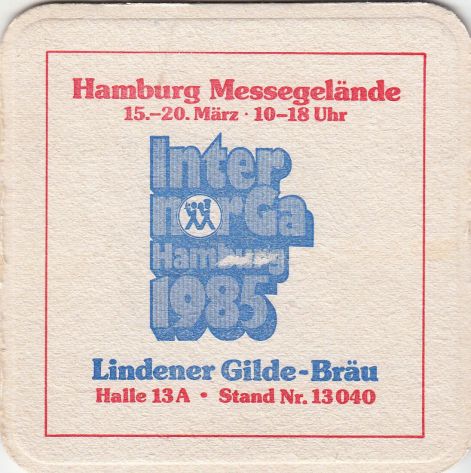 Hamburg Messegelände
15.–20. März · 10–18 Uhr
Inter
norGa
Hamburg
1985
Lindener Gilde-Bräu
Halle 13A • Stand Nr. 13040